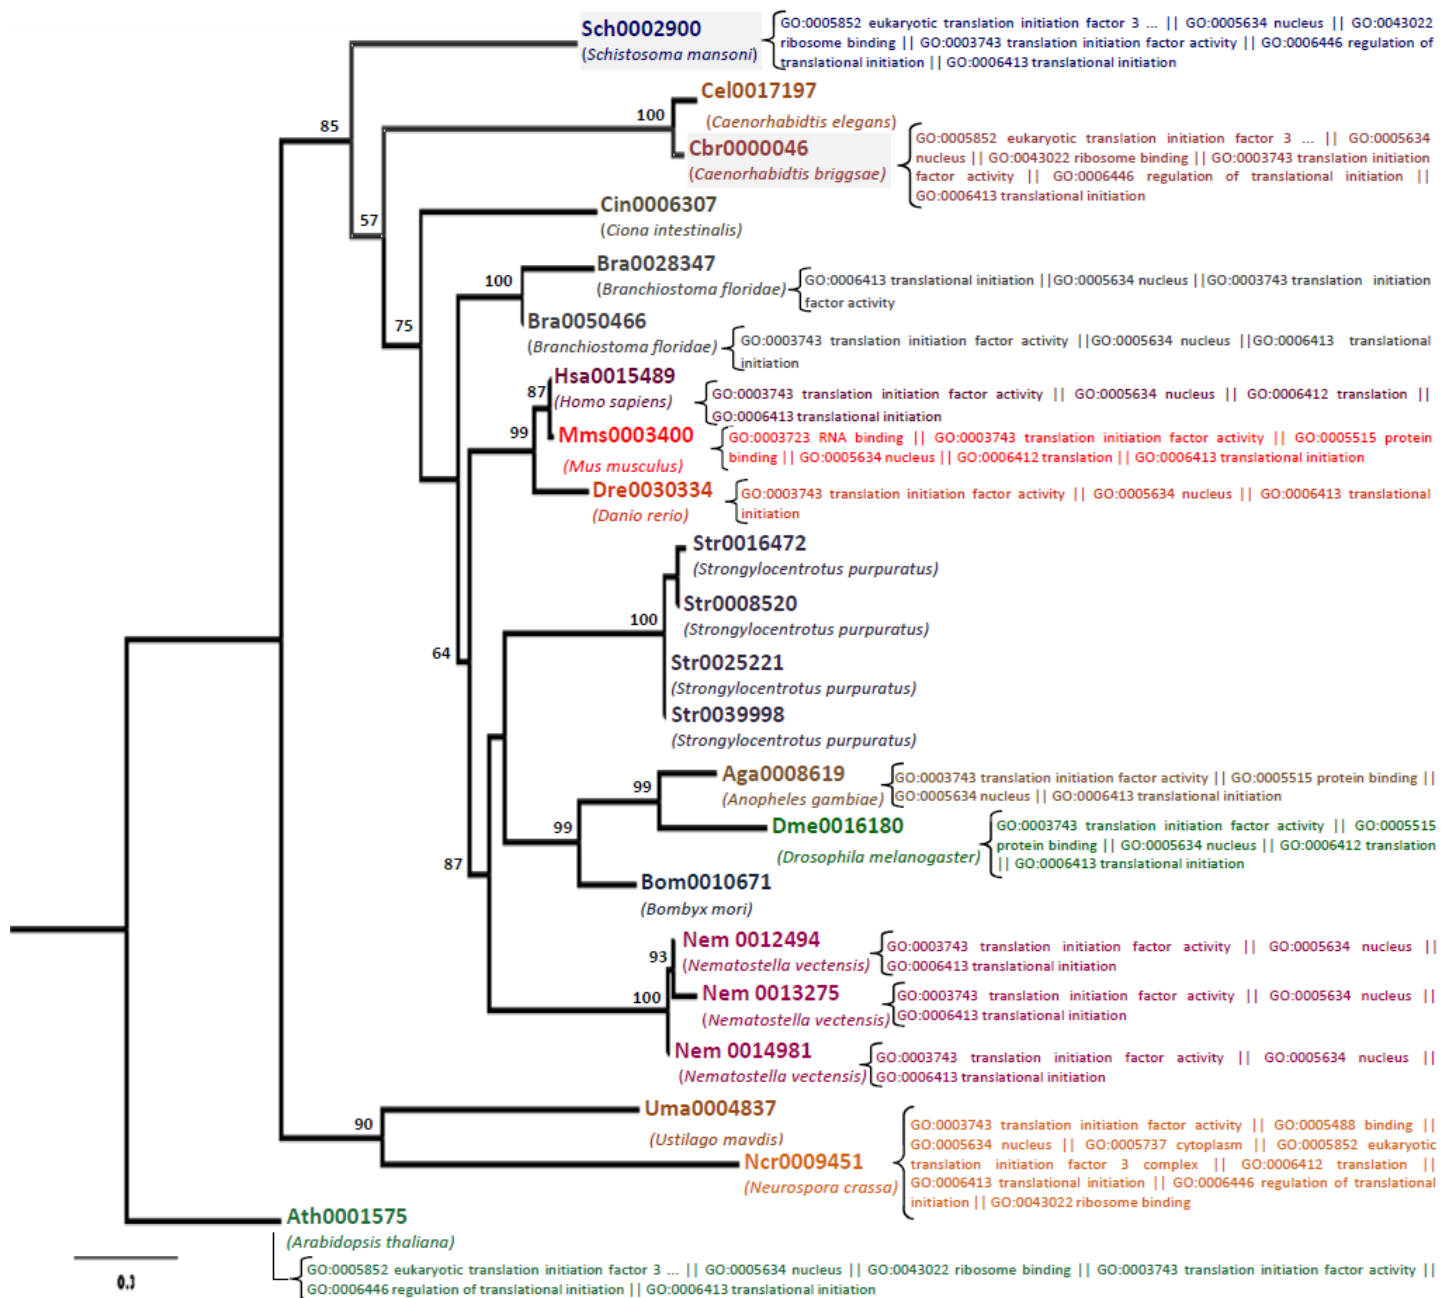 Sch0002900
(Schistosoma mansoni)
GO:0005852 eukaryotic translation initiation factor 3 ... || GO:0005634 nucleus || GO:0043022
ribosome binding || GO:0003743 translation initiation factor activity || GO:0006446 regulation of
translational initiation || GO:0006413 translational initiation
85
Cel0017197
(Caenorhabidtis elegans)
100
Cbr0000046
(Caenorhabidtis briggsae)
GO:0005852 eukaryotic translation initiation factor 3 ... || GO:0005634
nucleus || GO:0043022 ribosome binding || GO:0003743 translation initiation
factor activity || GO:0006446 regulation of translational initiation ||
GO:0006413 translational initiation
57
Cin0006307
(Ciona intestinalis)
100
Bra0028347
(Branchiostoma floridae)
GO:0006413 translational initiation ||GO:0005634 nucleus ||GO:0003743 translation initiation
factor activity
75
Bra0050466
(Branchiostoma floridae)
GO:0003743 translation initiation factor activity ||GO:0005634 nucleus ||GO:0006413 translational
initiation
87
Hsa0015489
(Homo sapiens)
GO:0003743 translation initiation factor activity || GO:0005634 nucleus || GO:0006412 translation ||
GO:0006413 translational initiation
99
Mms0003400
(Mus musculus)
GO:0003723 RNA binding || GO:0003743 translation initiation factor activity || GO:0005515 protein
binding || GO:0005634 nucleus || GO:0006412 translation || GO:0006413 translational initiation
Dre0030334
(Danio rerio)
GO:0003743 translation initiation factor activity || GO:0005634 nucleus || GO:0006413 translational
initiation
Str0016472
(Strongylocentrotus purpuratus)
100
Str0008520
(Strongylocentrotus purpuratus)
64
Str0025221
(Strongylocentrotus purpuratus)
Str0039998
(Strongylocentrotus purpuratus)
99
Aga0008619
(Anopheles gambiae)
GO:0003743 translation initiation factor activity || GO:0005515 protein binding ||
GO:0005634 nucleus || GO:0006413 translational initiation
99
Dme0016180
(Drosophila melanogaster)
GO:0003743 translation initiation factor activity || GO:0005515
protein binding || GO:0005634 nucleus || GO:0006412 translation
|| GO:0006413 translational initiation
87
Bom0010671
(Bombyx mori)
93
Nem 0012494
(Nematostella vectensis)
GO:0003743 translation initiation factor activity || GO:0005634 nucleus ||
GO:0006413 translational initiation
100
Nem 0013275
(Nematostella vectensis)
GO:0003743 translation initiation factor activity || GO:0005634 nucleus ||
GO:0006413 translational initiation
Nem 0014981
(Nematostella vectensis)
GO:0003743 translation initiation factor activity || GO:0005634 nucleus ||
GO:0006413 translational initiation
90
Uma0004837
(Ustilago mavdis)
Ncr0009451
(Neurospora crassa)
GO:0003743 translation initiation factor activity || GO:0005488 binding ||
GO:0005634 nucleus || GO:0005737 cytoplasm || GO:0005852 eukaryotic
translation initiation factor 3 complex || GO:0006412 translation ||
GO:0006413 translational initiation || GO:0006446 regulation of translational
initiation || GO:0043022 ribosome binding
Ath0001575
(Arabidopsis thaliana)
GO:0005852 eukaryotic translation initiation factor 3 ... || GO:0005634 nucleus || GO:0043022 ribosome binding || GO:0003743 translation initiation factor activity ||
GO:0006446 regulation of translational initiation || GO:0006413 translational initiation